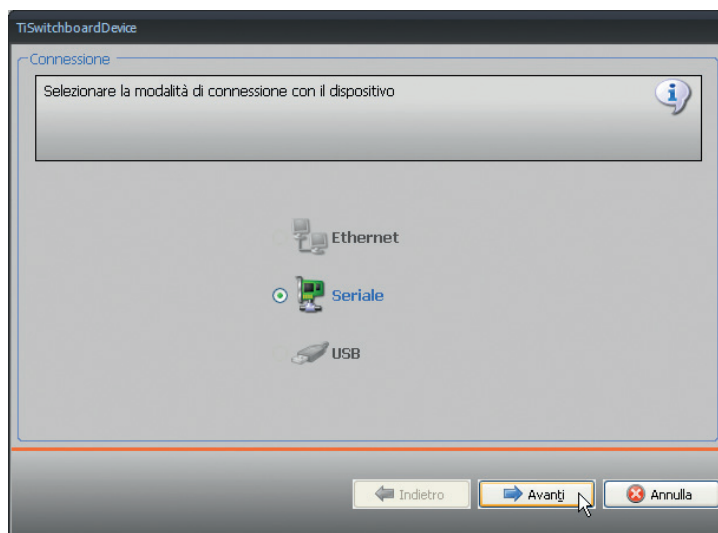 TiSwitchboardDevice
Connessione
Selezionare la modalità di connessione con il dispositivo
Ethernet
Seriale
USB
Indietro
Avanti
Annulla